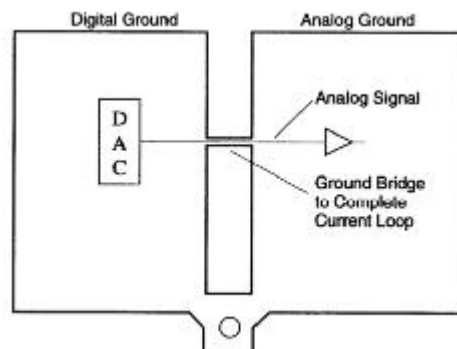 Digital Ground
Analog Ground
Analog Signal
D
A
C
Ground Bridge
to Complete
Current Loop